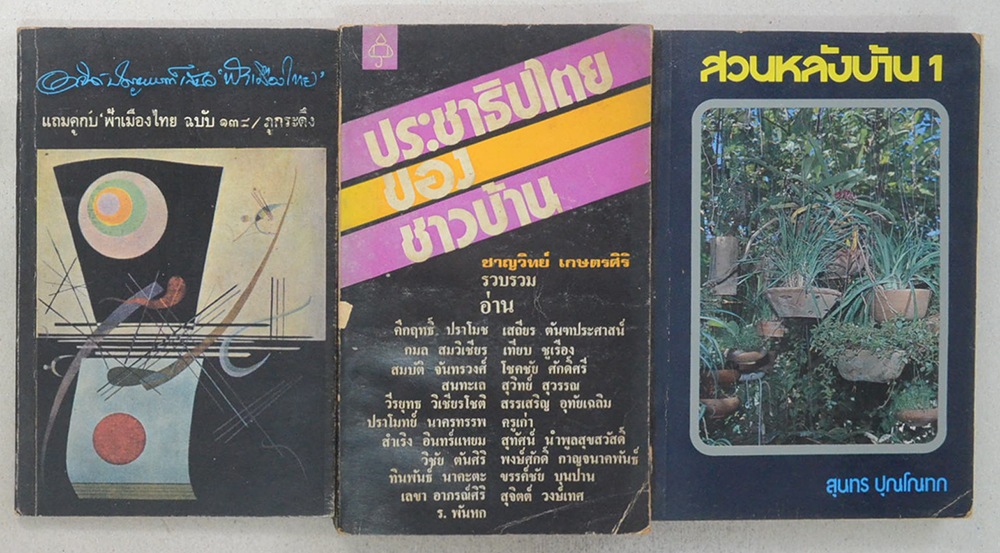 แถมคู่กับ 'ฟ้าเมืองไทย' ฉบับ ๑๓๘/ภูกระดึง
ประชาธิปไตย
ของ
ชาวบ้าน
ชาญวิทย์ เกษตรศิริ
รวบรวม
อ่าน
คึกฤทธิ์ ปราโมช เสถียร ตันฑประศาสน์
กมล สมวิเชียร เทียบ ชูเรือง
สมบัติ จันทรวงศ์ โชคชัย ศักดิ์ศรี
สนทะเล สุวิทย์ สุวรรณ
วีรยุทธ วิเชียรโชติ สรรเสริญ อุทัยเฉลิม
ปราโมทย์ นาครทรรพ ครูเก่า
สำเริง อินทร์แหยม สุทัศน์ นำพูลสุขสวัสดิ์
วิชัย ตันศิริ พงษ์ศักดิ์ กาญจนาคพันธุ์
ทินพันธุ์ นาคะตะ ขรรค์ชัย บุนปาน
เลขา อาภรณ์ศิริ สุจิตต์ วงษ์เทศ
ร. พันหก
สวนหลังบ้าน 1
สุนทร ปุณโณทก